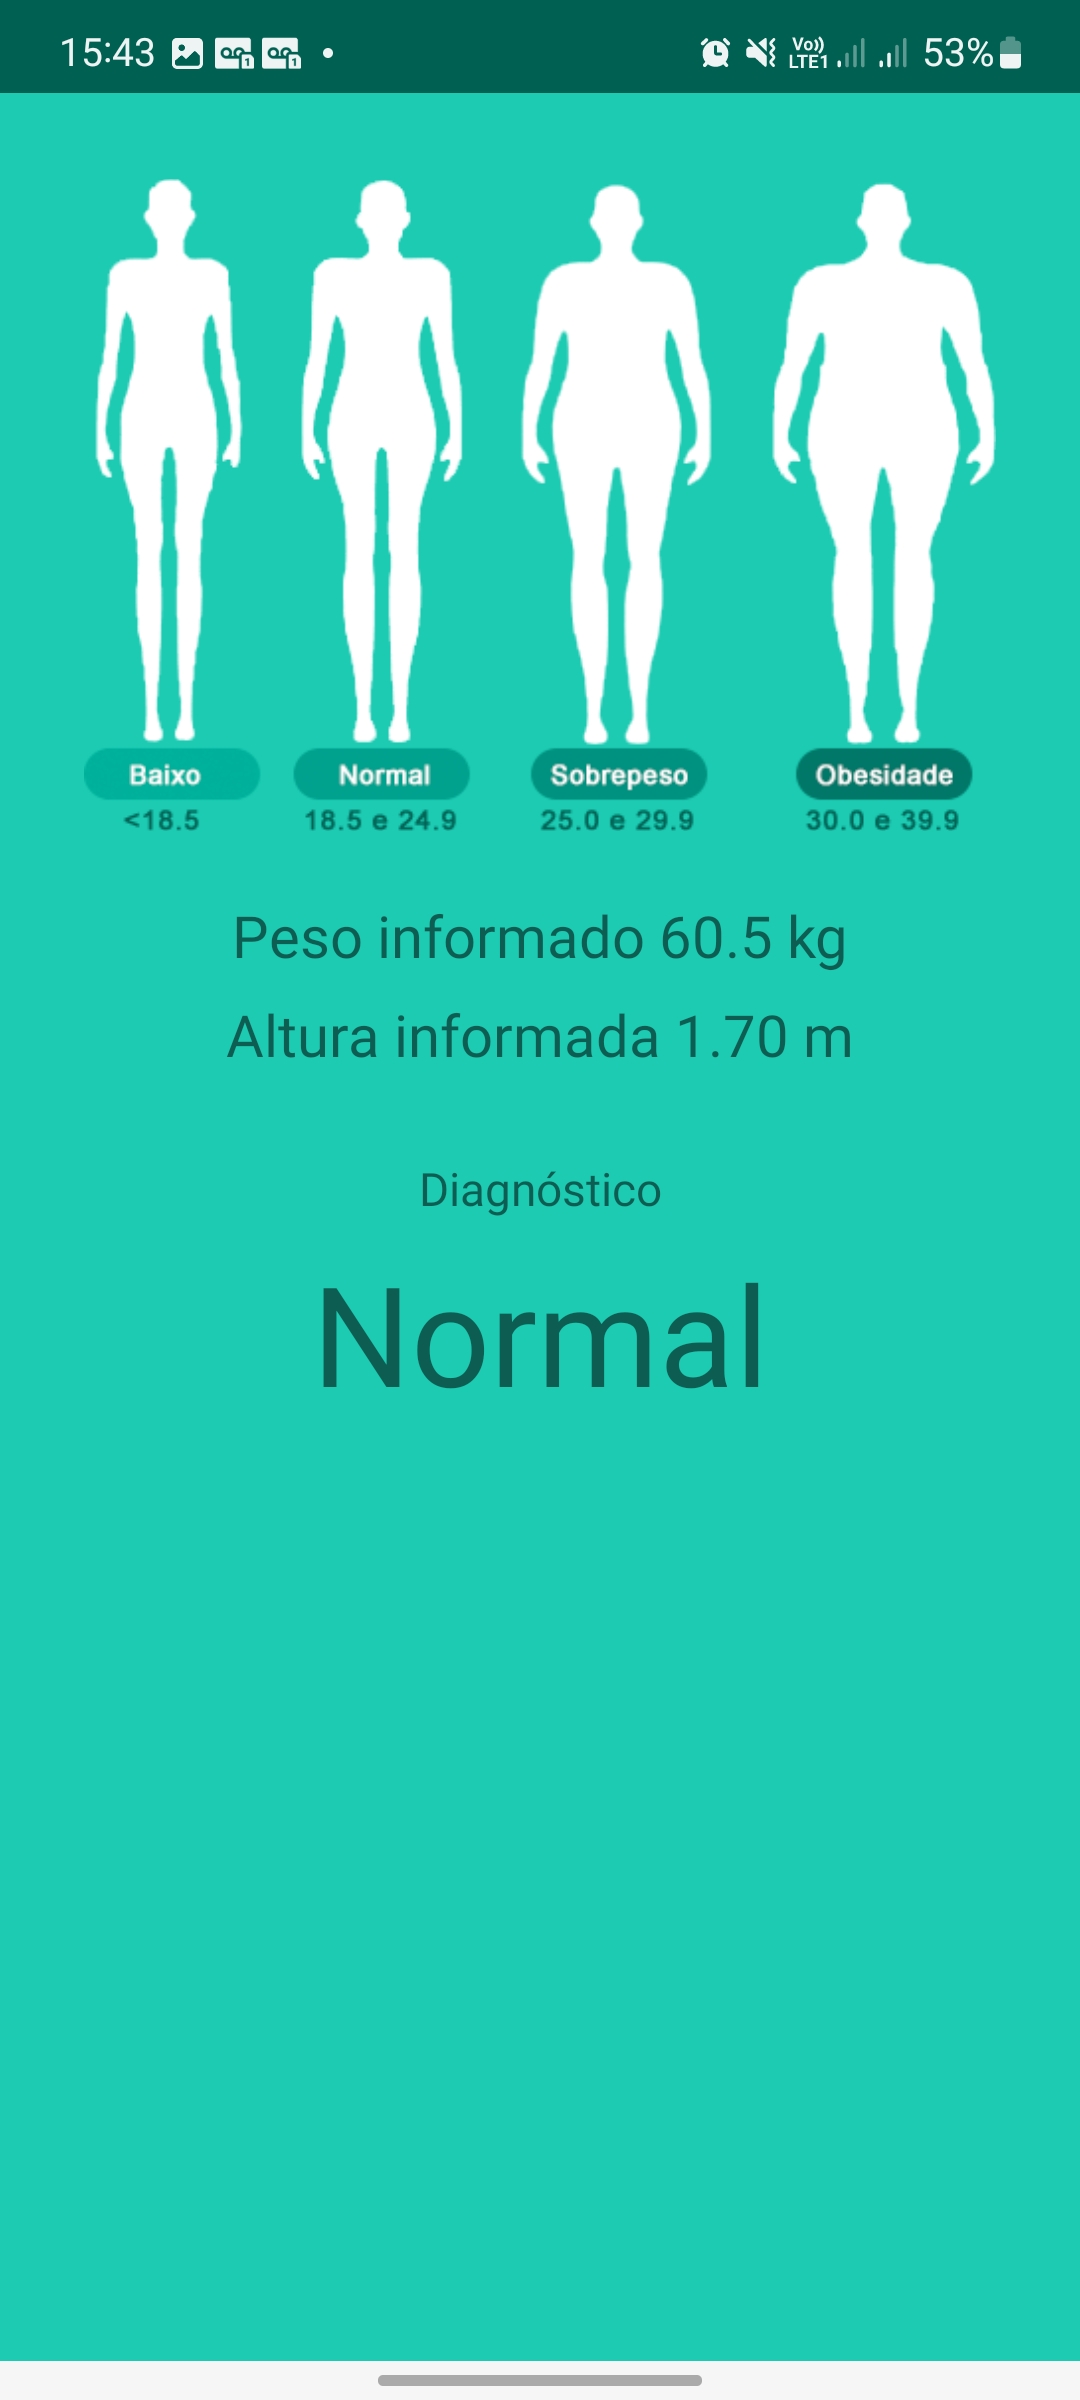 15:43
Vo)) LTE1 53%
Baixo Normal Sobrepeso Obesidade
<18.5 18.5 e 24.9 25.0 e 29.9 30.0 e 39.9
Peso informado 60.5 kg
Altura informada 1.70 m
Diagnóstico
Normal